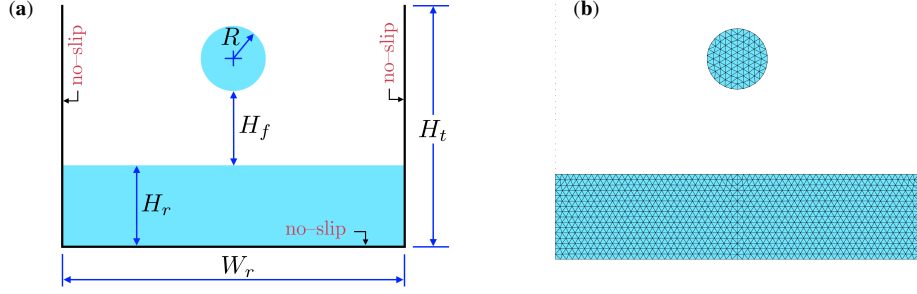 (a)
(b)
no–slip
R
no–slip
H_f
H_t
H_r
no–slip
W_r